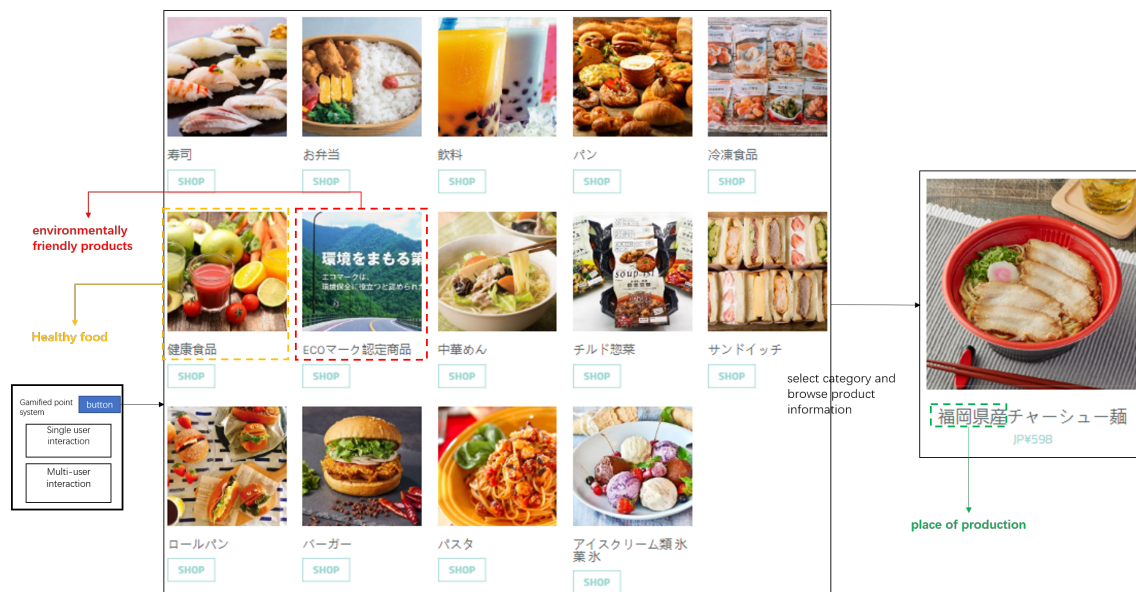 寿司
お弁当
飲料
パン
冷凍食品
SHOP
SHOP
SHOP
SHOP
SHOP
environmentally
friendly products
環境をまもる第
エコマークは、
環境保全に役立つと認められた
soup-ist
Healthy food
健康食品
ECOマーク認定商品
中華めん
チルド惣菜
サンドイッチ
SHOP
SHOP
SHOP
SHOP
SHOP
select category and
browse product
information
Gamified point
system
button
Single user
interaction
Multi-user
interaction
福岡県産チャーシュー麺
JP¥598
place of production
ロールパン
バーガー
パスタ
アイスクリーム類 氷
菓 氷
SHOP
SHOP
SHOP
SHOP